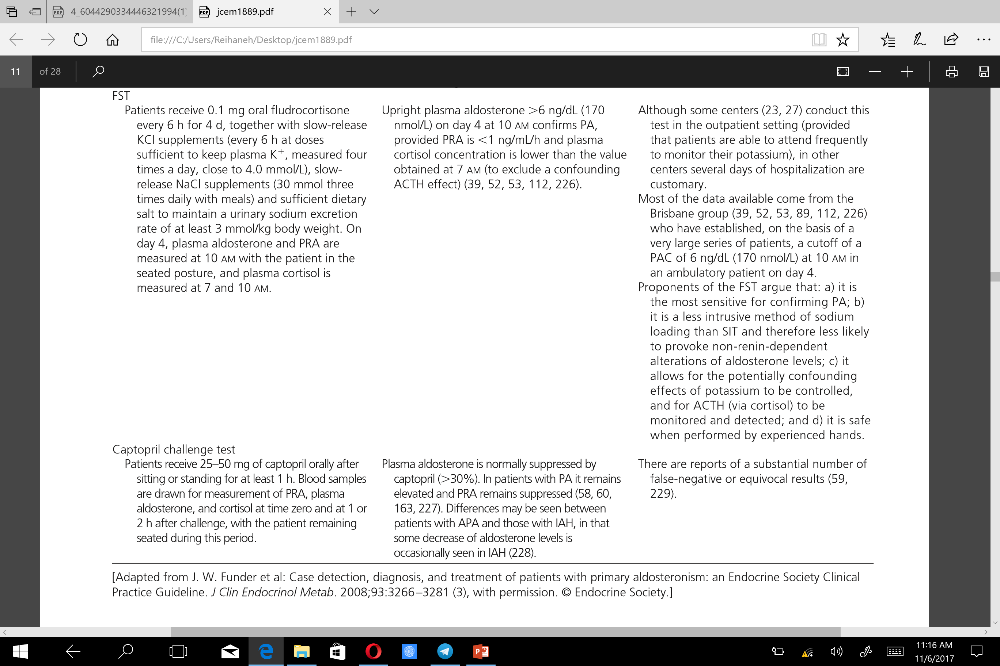 4_6044290334446321994(1)
jcem1889.pdf
file:///C:/Users/Reihaneh/Desktop/jcem1889.pdf
11 of 28
FST
Patients receive 0.1 mg oral fludrocortisone
every 6 h for 4 d, together with slow-release
KCl supplements (every 6 h at doses
sufficient to keep plasma K⁺, measured four
times a day, close to 4.0 mmol/L), slow-
release NaCl supplements (30 mmol three
times daily with meals) and sufficient dietary
salt to maintain a urinary sodium excretion
rate of at least 3 mmol/kg body weight. On
day 4, plasma aldosterone and PRA are
measured at 10 AM with the patient in the
seated posture, and plasma cortisol is
measured at 7 and 10 AM.
Upright plasma aldosterone >6 ng/dL (170
nmol/L) on day 4 at 10 AM confirms PA,
provided PRA is <1 ng/mL/h and plasma
cortisol concentration is lower than the value
obtained at 7 AM (to exclude a confounding
ACTH effect) (39, 52, 53, 112, 226).
Although some centers (23, 27) conduct this
test in the outpatient setting (provided
that patients are able to attend frequently
to monitor their potassium), in other
centers several days of hospitalization are
customary.
Most of the data available come from the
Brisbane group (39, 52, 53, 89, 112, 226)
who have established, on the basis of a
very large series of patients, a cutoff of a
PAC of 6 ng/dL (170 nmol/L) at 10 AM in
an ambulatory patient on day 4.
Proponents of the FST argue that: a) it is
the most sensitive for confirming PA; b)
it is a less intrusive method of sodium
loading than SIT and therefore less likely
to provoke non-renin-dependent
alterations of aldosterone levels; c) it
allows for the potentially confounding
effects of potassium to be controlled,
and for ACTH (via cortisol) to be
monitored and detected; and d) it is safe
when performed by experienced hands.
Captopril challenge test
Patients receive 25–50 mg of captopril orally after
sitting or standing for at least 1 h. Blood samples
are drawn for measurement of PRA, plasma
aldosterone, and cortisol at time zero and at 1 or
2 h after challenge, with the patient remaining
seated during this period.
Plasma aldosterone is normally suppressed by
captopril (>30%). In patients with PA it remains
elevated and PRA remains suppressed (58, 60,
163, 227). Differences may be seen between
patients with APA and those with IAH, in that
some decrease of aldosterone levels is
occasionally seen in IAH (228).
There are reports of a substantial number of
false-negative or equivocal results (59,
229).
[Adapted from J. W. Funder et al: Case detection, diagnosis, and treatment of patients with primary aldosteronism: an Endocrine Society Clinical
Practice Guideline. J Clin Endocrinol Metab. 2008;93:3266–3281 (3), with permission. © Endocrine Society.]
11:16 AM
11/6/2017